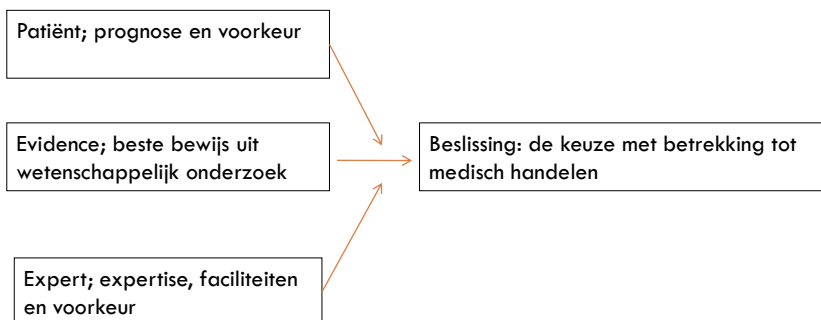 Patiënt; prognose en voorkeur
Evidence; beste bewijs uit
wetenschappelijk onderzoek
Beslissing: de keuze met betrekking tot
medisch handelen
Expert; expertise, faciliteiten
en voorkeur